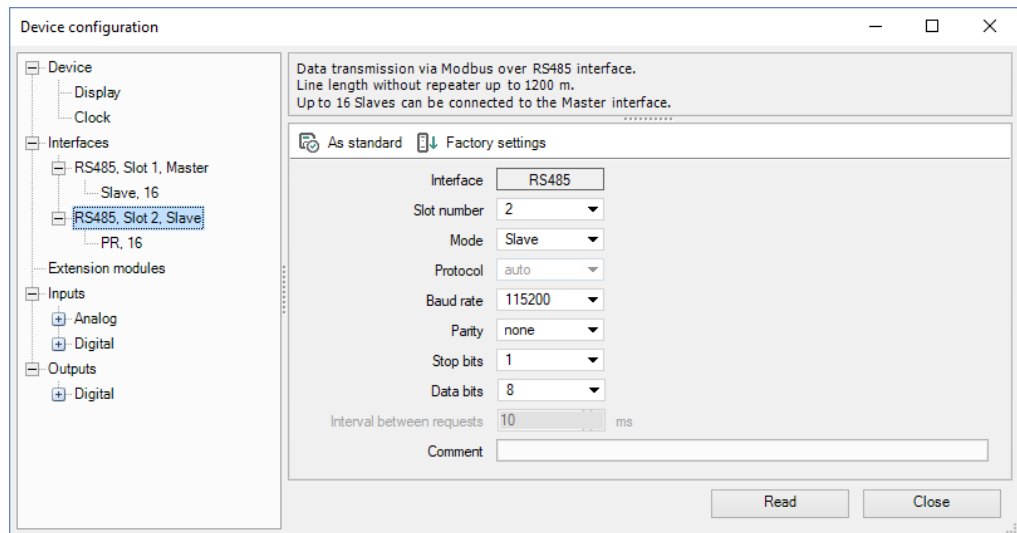 Device configuration
Device
Display
Clock
Interfaces
RS485, Slot 1, Master
Slave, 16
RS485, Slot 2, Slave
PR, 16
Extension modules
Inputs
Analog
Digital
Outputs
Digital
Data transmission via Modbus over RS485 interface.
Line length without repeater up to 1200 m.
Up to 16 Slaves can be connected to the Master interface.
As standard Factory settings
Interface RS485
Slot number 2
Mode Slave
Protocol auto
Baud rate 115200
Parity none
Stop bits 1
Data bits 8
Interval between requests 10 ms
Comment
Read Close